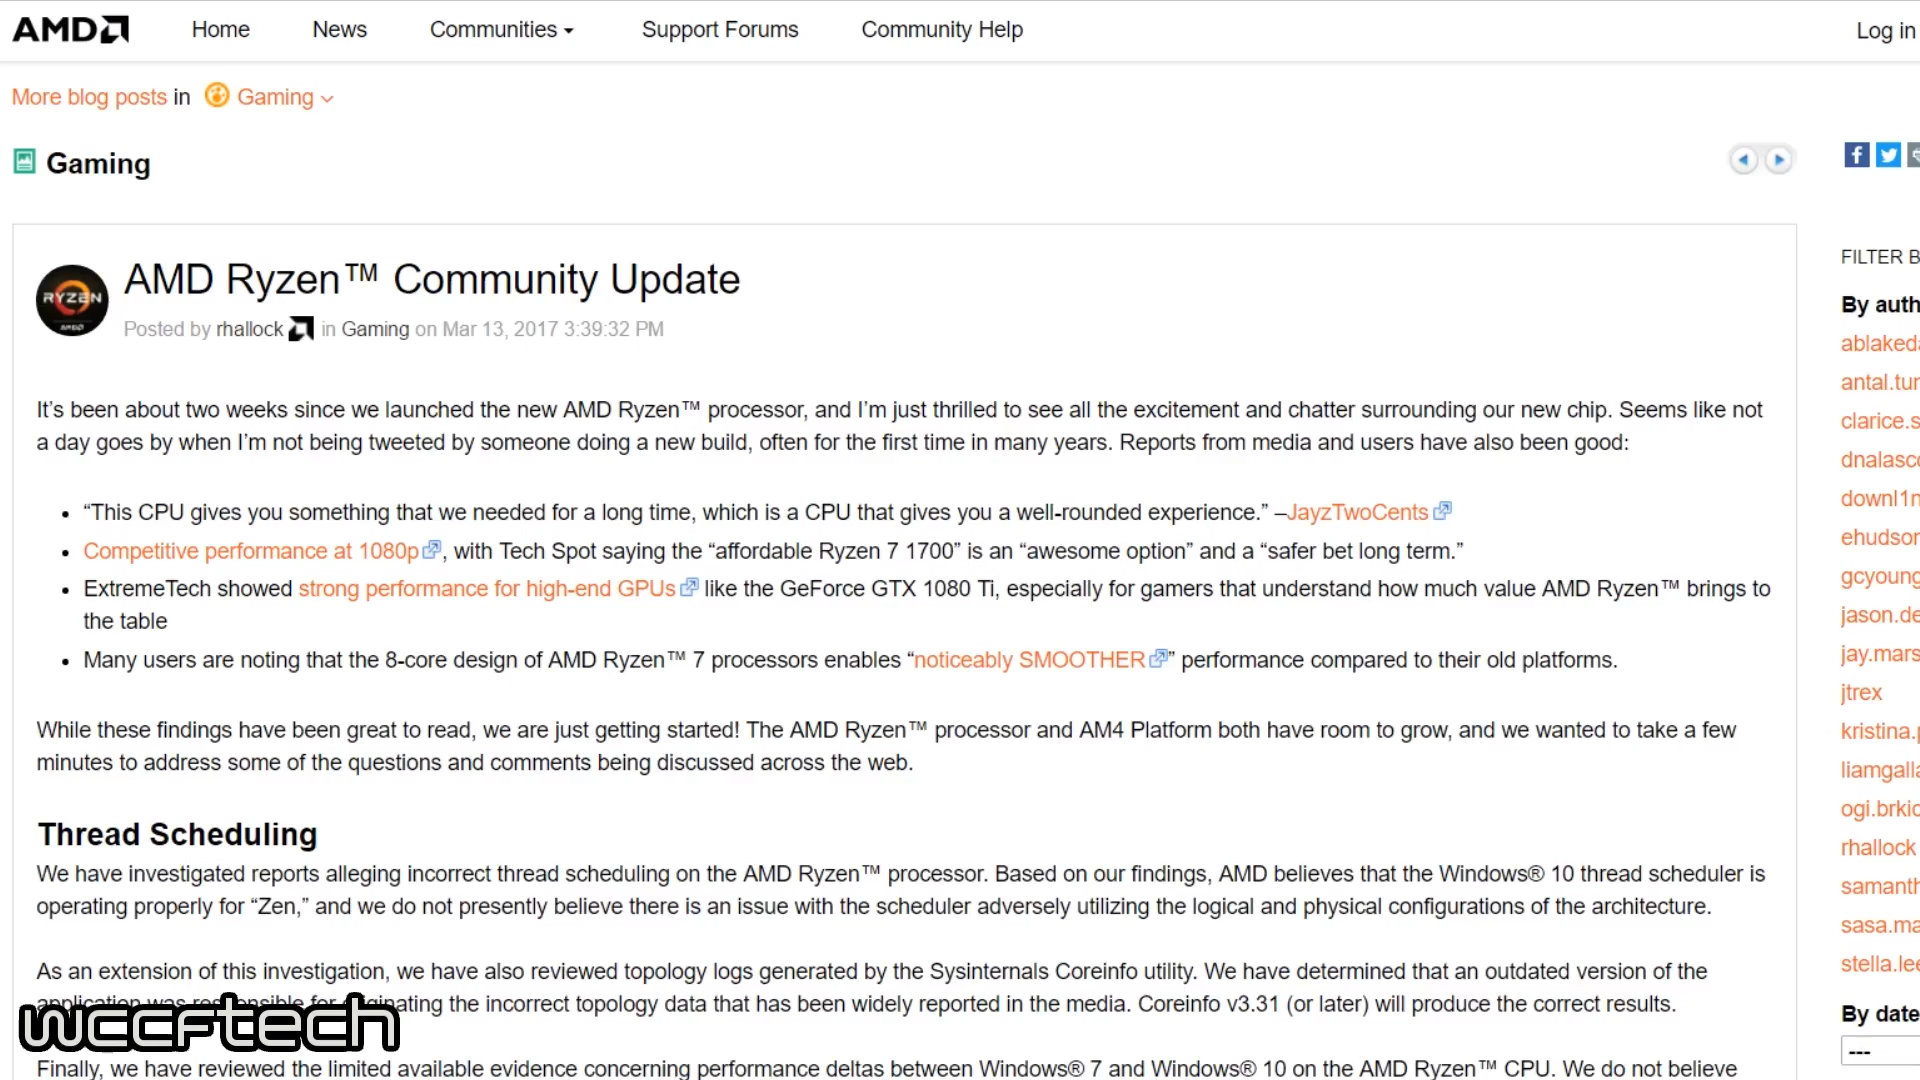 AMD Home News Communities Support Forums Community Help Log in
More blog posts in Gaming
Gaming
FILTER B
AMD Ryzen™ Community Update
RYZEN
AMD
Posted by rhallock in Gaming on Mar 13, 2017 3:39:32 PM
It’s been about two weeks since we launched the new AMD Ryzen™ processor, and I’m just thrilled to see all the excitement and chatter surrounding our new chip. Seems like not
a day goes by when I’m not being tweeted by someone doing a new build, often for the first time in many years. Reports from media and users have also been good:
• “This CPU gives you something that we needed for a long time, which is a CPU that gives you a well-rounded experience.” –JayzTwoCents
• Competitive performance at 1080p, with Tech Spot saying the “affordable Ryzen 7 1700” is an “awesome option” and a “safer bet long term.”
• ExtremeTech showed strong performance for high-end GPUs like the GeForce GTX 1080 Ti, especially for gamers that understand how much value AMD Ryzen™ brings to
the table
• Many users are noting that the 8-core design of AMD Ryzen™ 7 processors enables “noticeably SMOOTHER” performance compared to their old platforms.
While these findings have been great to read, we are just getting started! The AMD Ryzen™ processor and AM4 Platform both have room to grow, and we wanted to take a few
minutes to address some of the questions and comments being discussed across the web.
Thread Scheduling
We have investigated reports alleging incorrect thread scheduling on the AMD Ryzen™ processor. Based on our findings, AMD believes that the Windows® 10 thread scheduler is
operating properly for “Zen,” and we do not presently believe there is an issue with the scheduler adversely utilizing the logical and physical configurations of the architecture.
As an extension of this investigation, we have also reviewed topology logs generated by the Sysinternals Coreinfo utility. We have determined that an outdated version of the
application was responsible for originating the incorrect topology data that has been widely reported in the media. Coreinfo v3.31 (or later) will produce the correct results.
Finally, we have reviewed the limited available evidence concerning performance deltas between Windows® 7 and Windows® 10 on the AMD Ryzen™ CPU. We do not believe
wccftech
By auth
ablakeda
antal.tun
clarice.s
dnalasco
downl1n
ehudson
gcyoung
jason.de
jay.mars
jtrex
kristina.p
liamgalla
ogi.brkic
rhallock
samanth
sasa.ma
stella.lee
By date
---